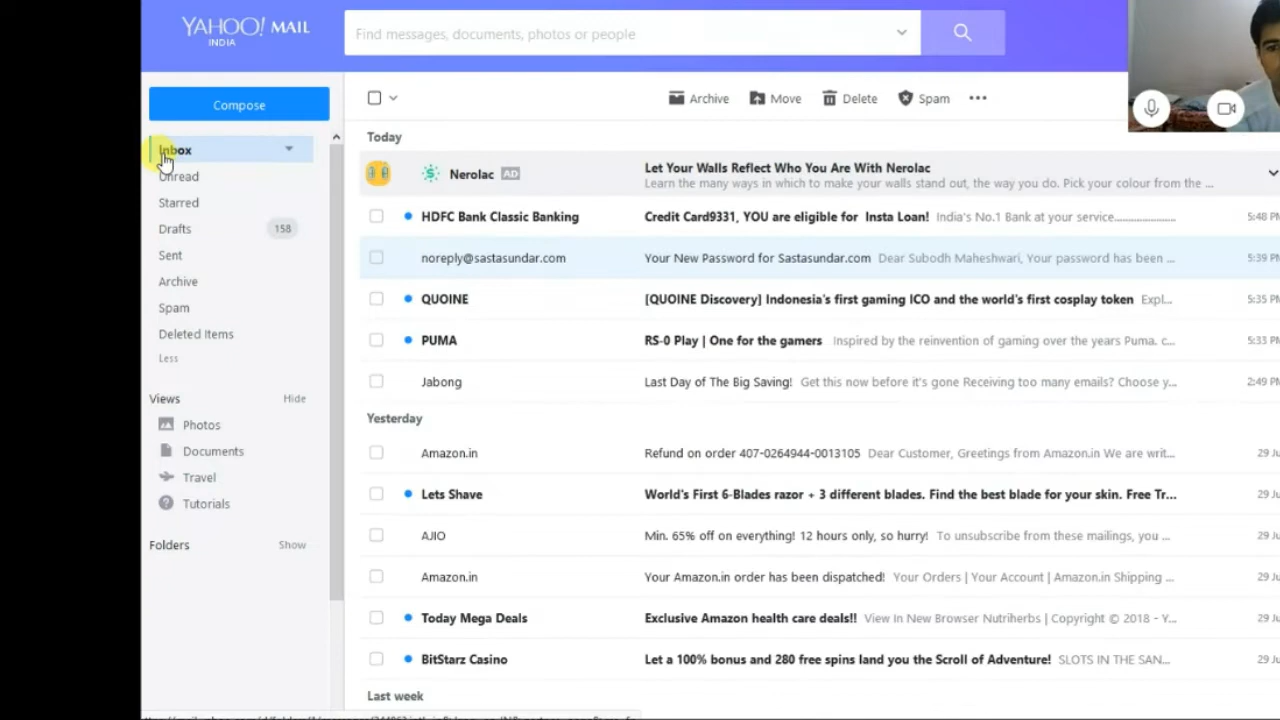 YAHOO! MAIL
INDIA
Find messages, documents, photos or people
Compose
Archive Move Delete Spam
Inbox
Unread
Starred
Drafts 158
Sent
Archive
Spam
Deleted Items
Less
Views Hide
Photos
Documents
Travel
Tutorials
Folders Show
Today
Nerolac AD Let Your Walls Reflect Who You Are With Nerolac
Learn the many ways in which to make your walls stand out, the way you do. Pick your colour from the ...
HDFC Bank Classic Banking Credit Card9331, YOU are eligible for Insta Loan! India's No.1 Bank at your service..................... 5:48 PM
noreply@sastasundar.com Your New Password for Sastasundar.com Dear Subodh Maheshwari, Your password has been ... 5:39 PM
QUOINE [QUOINE Discovery] Indonesia's first gaming ICO and the world's first cosplay token Expl... 5:35 PM
PUMA RS-0 Play | One for the gamers Inspired by the reinvention of gaming over the years Puma. c... 5:33 PM
Jabong Last Day of The Big Saving! Get this now before it's gone Receiving too many emails? Choose y... 2:49 PM
Yesterday
Amazon.in Refund on order 407-0264944-0013105 Dear Customer, Greetings from Amazon.in We are writ... 29 Ju
Lets Shave World's First 6-Blades razor + 3 different blades. Find the best blade for your skin. Free Tr... 29 Ju
AJIO Min. 65% off on everything! 12 hours only, so hurry! To unsubscribe from these mailings, you ... 29 Ju
Amazon.in Your Amazon.in order has been dispatched! Your Orders | Your Account | Amazon.in Shipping ... 29 Ju
Today Mega Deals Exclusive Amazon health care deals!! View In New Browser Nutriherbs | Copyright © 2018 - Y... 29 Ju
BitStarz Casino Let a 100% bonus and 280 free spins land you the Scroll of Adventure! SLOTS IN THE SAN... 29 Ju
Last week